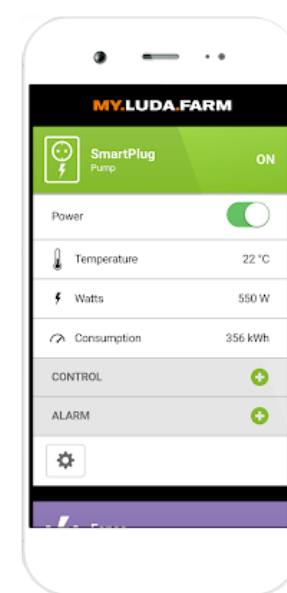 MY.LUDA.FARM
SmartPlug
ON
Pump
Power
Temperature 22 °C
Watts 550 W
Consumption 356 kWh
CONTROL
ALARM